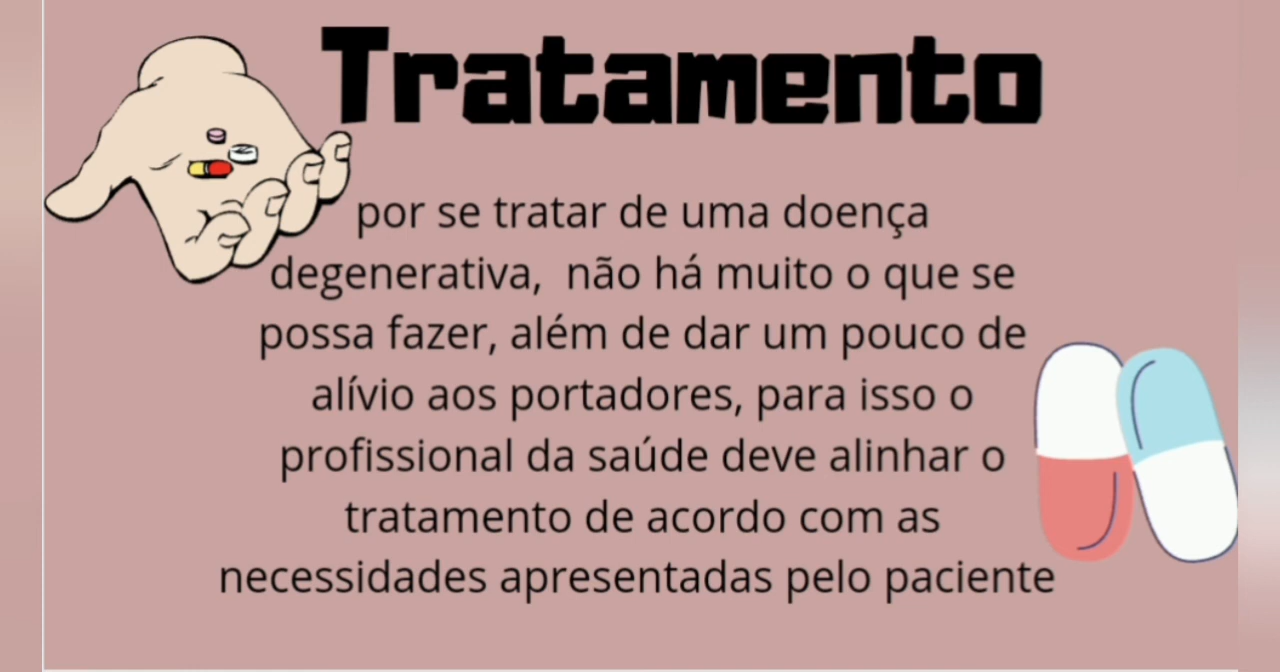 Tratamento
por se tratar de uma doença
degenerativa,  não há muito o que se
possa fazer, além de dar um pouco de
alívio aos portadores, para isso o
profissional da saúde deve alinhar o
tratamento de acordo com as
necessidades apresentadas pelo paciente